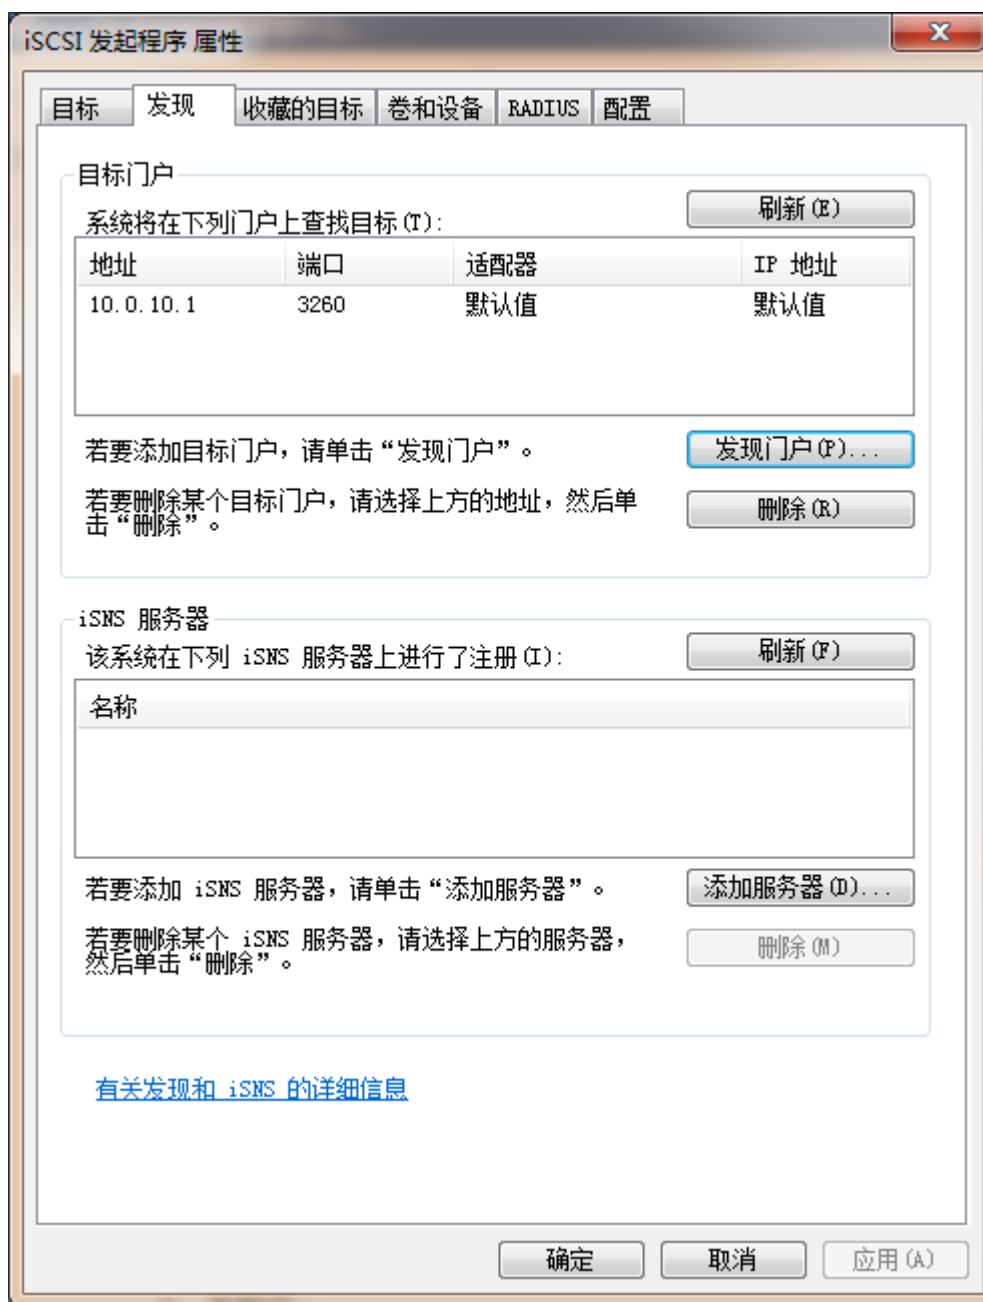 iSCSI 发起程序 属性
目标 发现 收藏的目标 卷和设备 RADIUS 配置
目标门户
系统将在下列门户上查找目标(T):
刷新(E)
地址 端口 适配器 IP 地址
10.0.10.1 3260 默认值 默认值
若要添加目标门户，请单击“发现门户”。
发现门户(P)...
若要删除某个目标门户，请选择上方的地址，然后单
击“删除”。
删除(R)
iSNS 服务器
该系统在下列 iSNS 服务器上进行了注册(I):
刷新(F)
名称
若要添加 iSNS 服务器，请单击“添加服务器”。
添加服务器(D)...
若要删除某个 iSNS 服务器，请选择上方的服务器，
然后单击“删除”。
删除(M)
有关发现和 iSNS 的详细信息
确定 取消 应用(A)